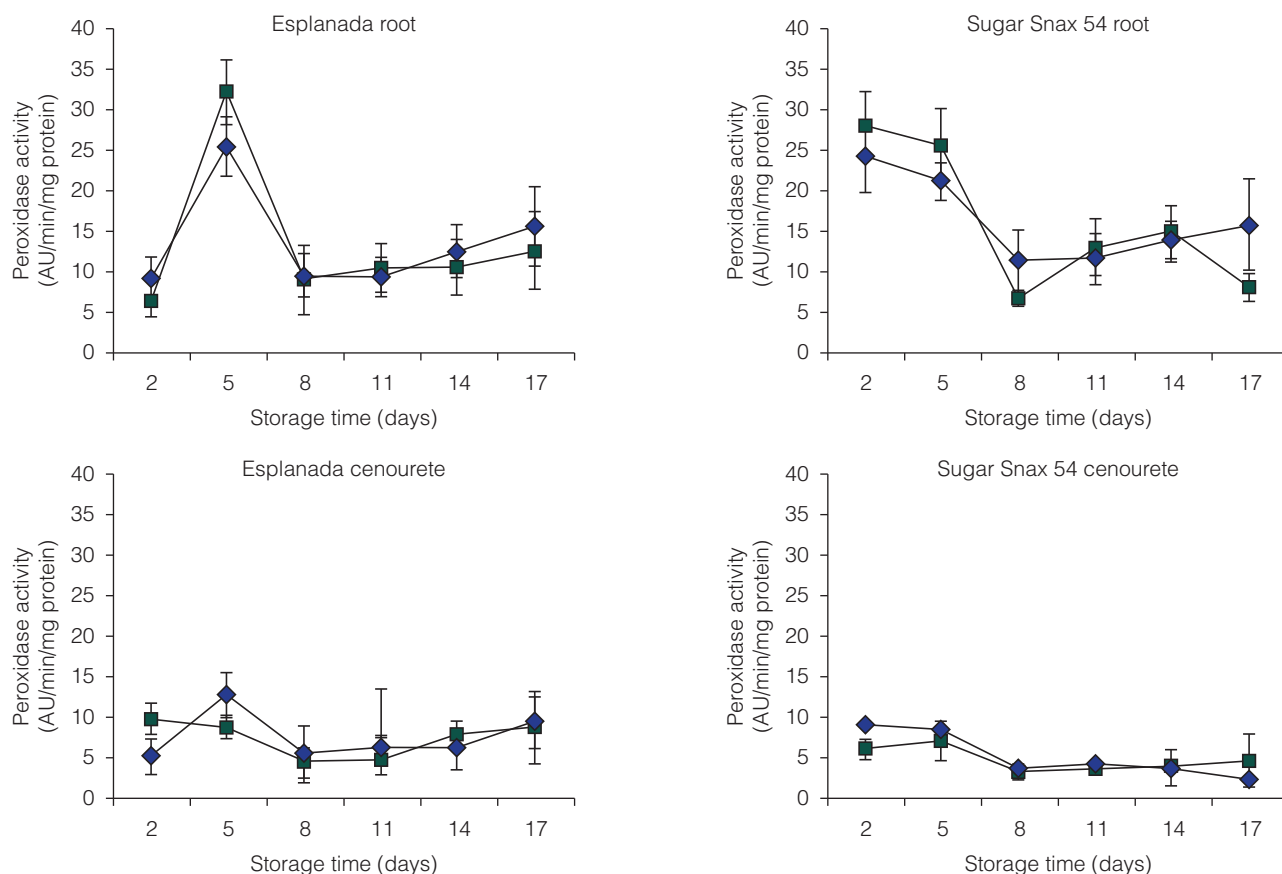 Esplanada root
Peroxidase activity
(AU/min/mg protein)
40
35
30
25
20
15
10
5
0
2 5 8 11 14 17
Storage time (days)
Sugar Snax 54 root
Peroxidase activity
(AU/min/mg protein)
40
35
30
25
20
15
10
5
0
2 5 8 11 14 17
Storage time (days)
Esplanada cenourete
Peroxidase activity
(AU/min/mg protein)
40
35
30
25
20
15
10
5
0
2 5 8 11 14 17
Storage time (days)
Sugar Snax 54 cenourete
Peroxidase activity
(AU/min/mg protein)
40
35
30
25
20
15
10
5
0
2 5 8 11 14 17
Storage time (days)